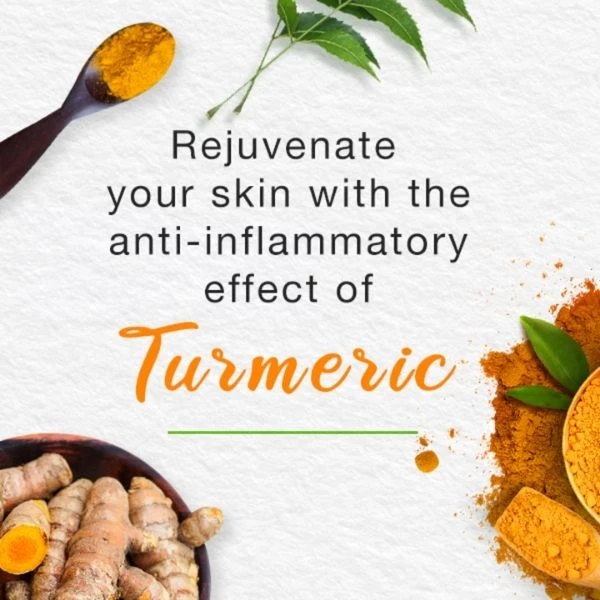 Rejuvenate
your skin with the
anti-inflammatory
effect of
Turmeric